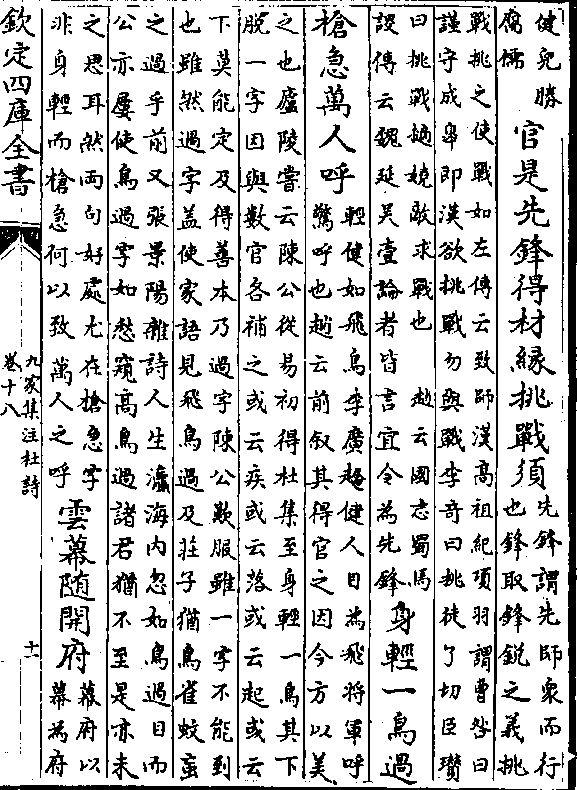 健兒勝
腐儒
官是先鋒得材緣挑戰須
先鋒謂先師衆而行
也鋒取鋒銳之義挑
戰挑之使戰如左傳云致師漢高祖紀項羽謂曹咎曰
謹守成臯即漢欲挑戰勿與戰李奇曰挑徒了切臣瓚
曰挑戰擿嬈敵求戰也　趙云國志蜀馬
謖傳云魏延吳壹論者皆言宜令為先鋒
身輕一鳥過
槍急萬人呼
輕健如飛鳥李廣趫健人目為飛將軍呼
驚呼也趙云前叙其得官之因今方以美
之也廬陵嘗云陳公從易初得杜集至身輕一鳥其下
脱一字因與數官各補之或云疾或云落或云起或云
下莫能定及得善本乃過字陳公歎服雖一字不能到
也雖然過字盖使家語見飛鳥過及莊子猶鳥雀蚊䖟
之過乎前又張景陽雜詩人生瀛海内忽如鳥過目而
公亦屢使鳥過字如愁窺高鳥過諸君猶不至是亦未
之思耳然兩句好處尤在槍急字
非身輕而槍急何以致萬人之呼
雲幕随開府
幕府以
幕為府
欽定四庫全書
九家集注杜詩
卷十八
十一